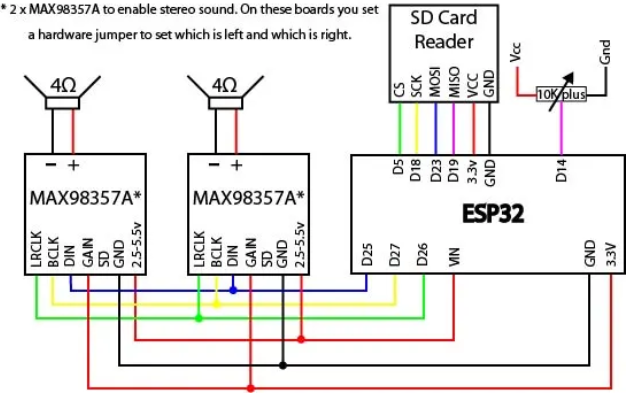 * 2 x MAX98357A to enable stereo sound. On these boards you set
a hardware jumper to set which is left and which is right.
SD Card
Reader
CS
SCK
MOSI
MISO
VCC
GND
Vcc
10K plus
Gnd
4Ω
4Ω
− +
− +
MAX98357A*
MAX98357A*
D5
D18
D23
D19
3.3v
GND
D14
ESP32
LRCLK
BCLK
DIN
GAIN
SD
GND
2.5-5.5v
LRCLK
BCLK
DIN
GAIN
SD
GND
2.5-5.5v
D25
D27
D26
VIN
GND
3.3V